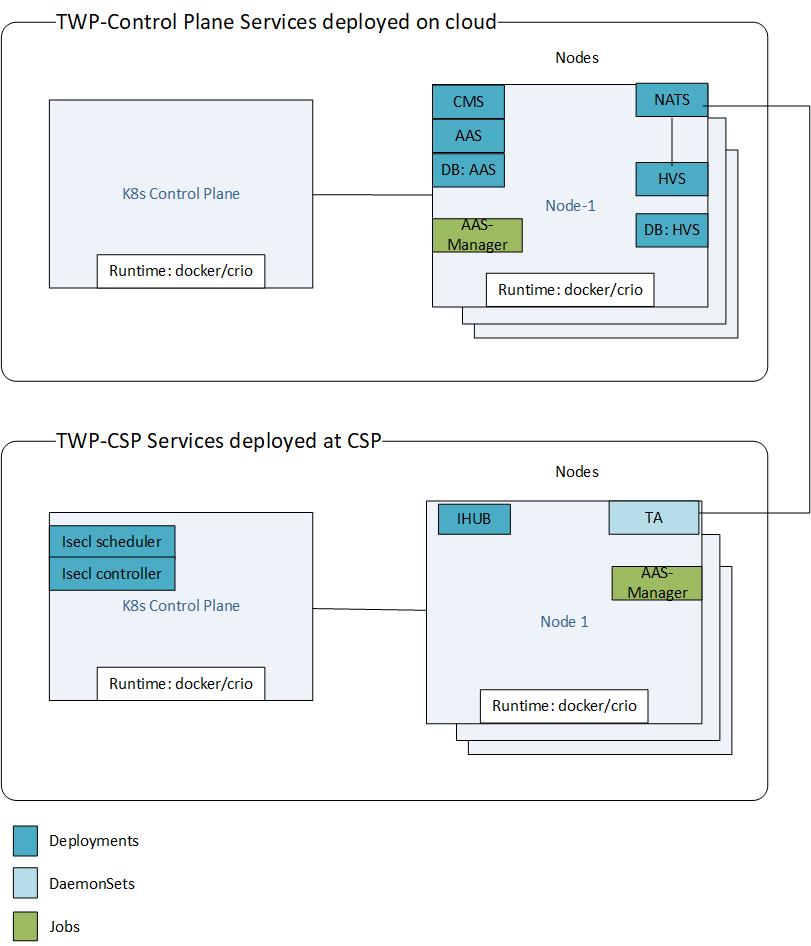 TWP-Control Plane Services deployed on cloud
Nodes
CMS
NATS
AAS
DB: AAS
K8s Control Plane
HVS
Node-1
AAS-
Manager
DB: HVS
Runtime: docker/crio
Runtime: docker/crio
TWP-CSP Services deployed at CSP
Nodes
IHUB
TA
Isecl scheduler
Isecl controller
AAS-
Manager
K8s Control Plane
Node 1
Runtime: docker/crio
Runtime: docker/crio
Deployments
DaemonSets
Jobs